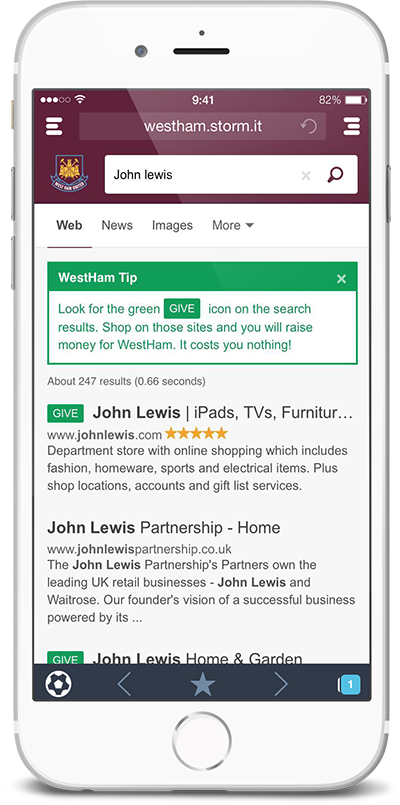 9:41
82%
westham.storm.it
WEST HAM UNITED
John lewis
Web News Images More
WestHam Tip
Look for the green GIVE icon on the search
results. Shop on those sites and you will raise
money for WestHam. It costs you nothing!
About 247 results (0.66 seconds)
GIVE John Lewis | iPads, TVs, Furnitur…
www.johnlewis.com
Department store with online shopping which includes
fashion, homeware, sports and electrical items. Plus
shop locations, accounts and gift list services.
John Lewis Partnership - Home
www.johnlewispartnership.co.uk
The John Lewis Partnership's Partners own the
leading UK retail businesses - John Lewis and
Waitrose. Our founder's vision of a successful business
powered by its ...
GIVE John Lewis Home & Garden
1